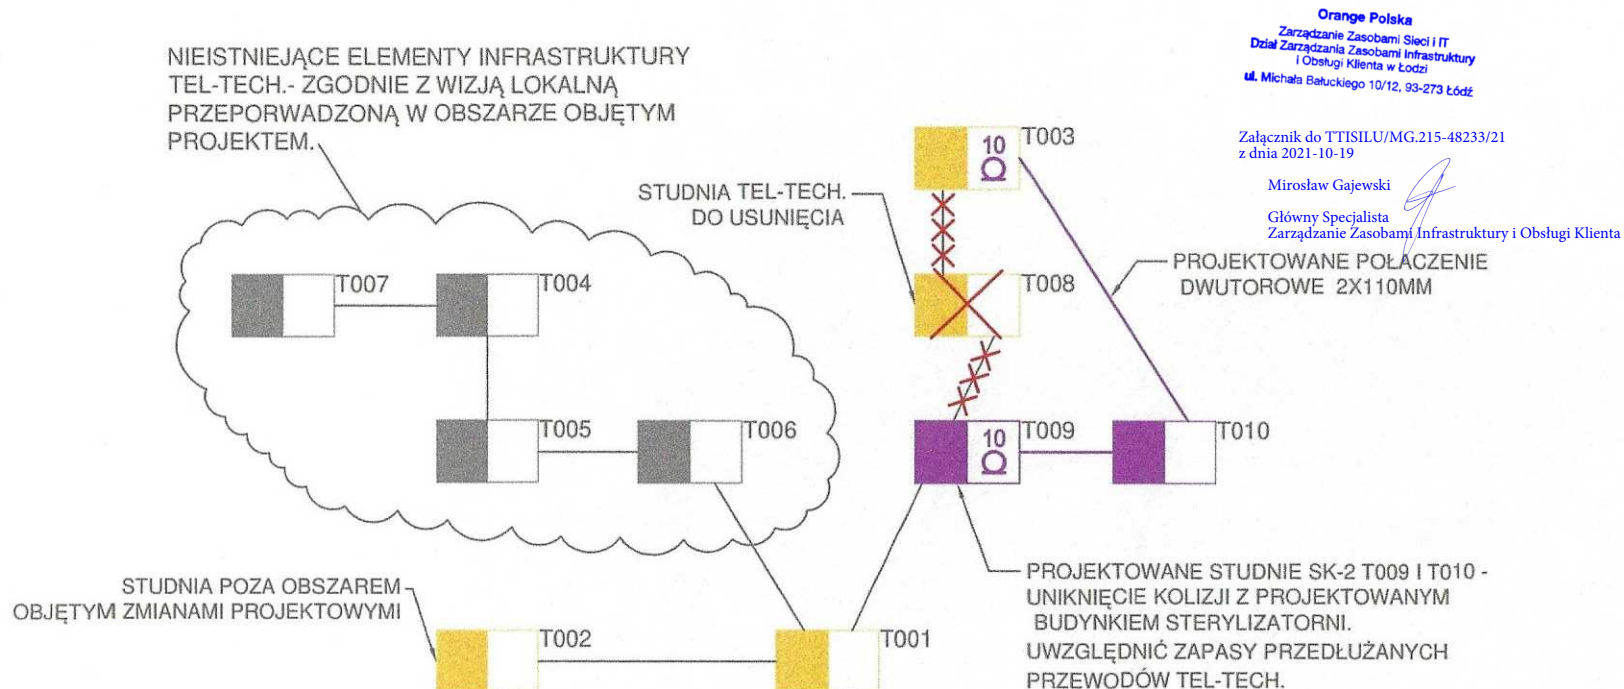 Orange Polska
Zarządzanie Zasobami Sieci i IT
Dział Zarządzania Zasobami Infrastruktury
i Obsługi Klienta w Łodzi
ul. Michała Bałuckiego 10/12, 93-273 Łódź
Załącznik do TTISILU/MG.215-48233/21
z dnia 2021-10-19
Mirosław Gajewski
Główny Specjalista
Zarządzanie Zasobami Infrastruktury i Obsługi Klienta
NIEISTNIEJĄCE ELEMENTY INFRASTRUKTURY
TEL-TECH.- ZGODNIE Z WIZJĄ LOKALNĄ
PRZEPORWADZONĄ W OBSZARZE OBJĘTYM
PROJEKTEM.
STUDNIA TEL-TECH.
DO USUNIĘCIA
10
Ω
T003
PROJEKTOWANE POŁACZENIE
DWUTOROWE 2X110MM
T007
T004
T008
T005
T006
10
Ω
T009
T010
STUDNIA POZA OBSZAREM
OBJĘTYM ZMIANAMI PROJEKTOWYMI
PROJEKTOWANE STUDNIE SK-2 T009 I T010 -
UNIKNIĘCIE KOLIZJI Z PROJEKTOWANYM
BUDYNKIEM STERYLIZATORNI.
UWZGLĘDNIĆ ZAPASY PRZEDŁUŻANYCH
PRZEWODÓW TEL-TECH.
T002
T001